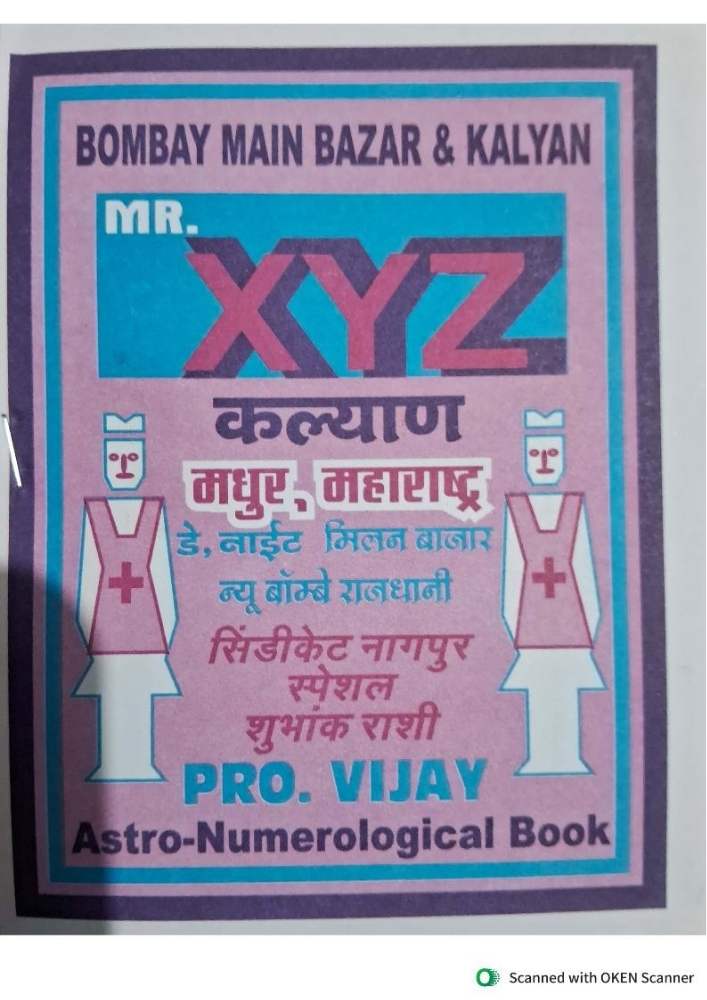 BOMBAY MAIN BAZAR & KALYAN
MR.
XYZ
कल्याण
मधुर, महाराष्ट्र
डे, नाईट मिलन बाजार
न्यू बॉम्बे राजधानी
सिंडीकेट नागपुर
स्पेशल
शुभांक राशी
PRO. VIJAY
Astro-Numerological Book
Scanned with OKEN Scanner